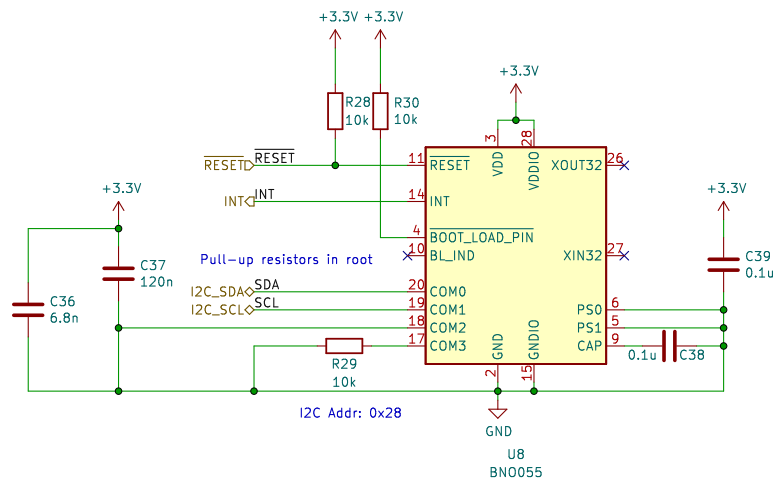 +3.3V +3.3V
+3.3V
R28 10k
R30 10k
3 VDD
28 VDDIO
RESET
RESET
11 RESET
XOUT32 26
INT
INT
14 INT
+3.3V
+3.3V
4 BOOT_LOAD_PIN
10 BL_IND
XIN32 27
Pull-up resistors in root
C37 120n
C39 0.1u
I2C_SDA
SDA
20 COM0
I2C_SCL
SCL
19 COM1
PS0 6
C36 6.8n
18 COM2
PS1 5
17 COM3
CAP 9
0.1u C38
R29 10k
GND 2
GNDIO 15
I2C Addr: 0x28
GND
U8
BNO055